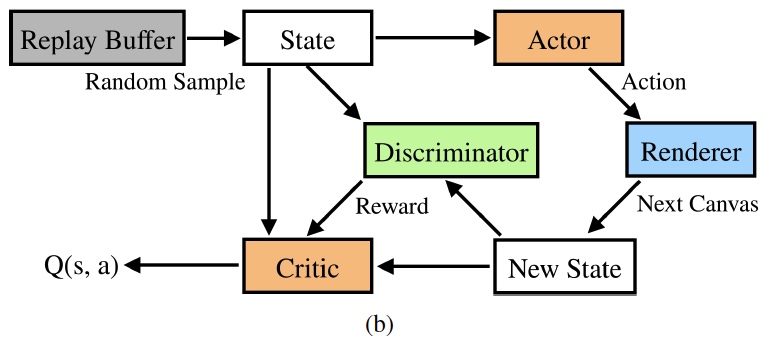 Replay Buffer
State
Actor
Random Sample
Action
Discriminator
Renderer
Reward
Next Canvas
Q(s, a)
Critic
New State
(b)